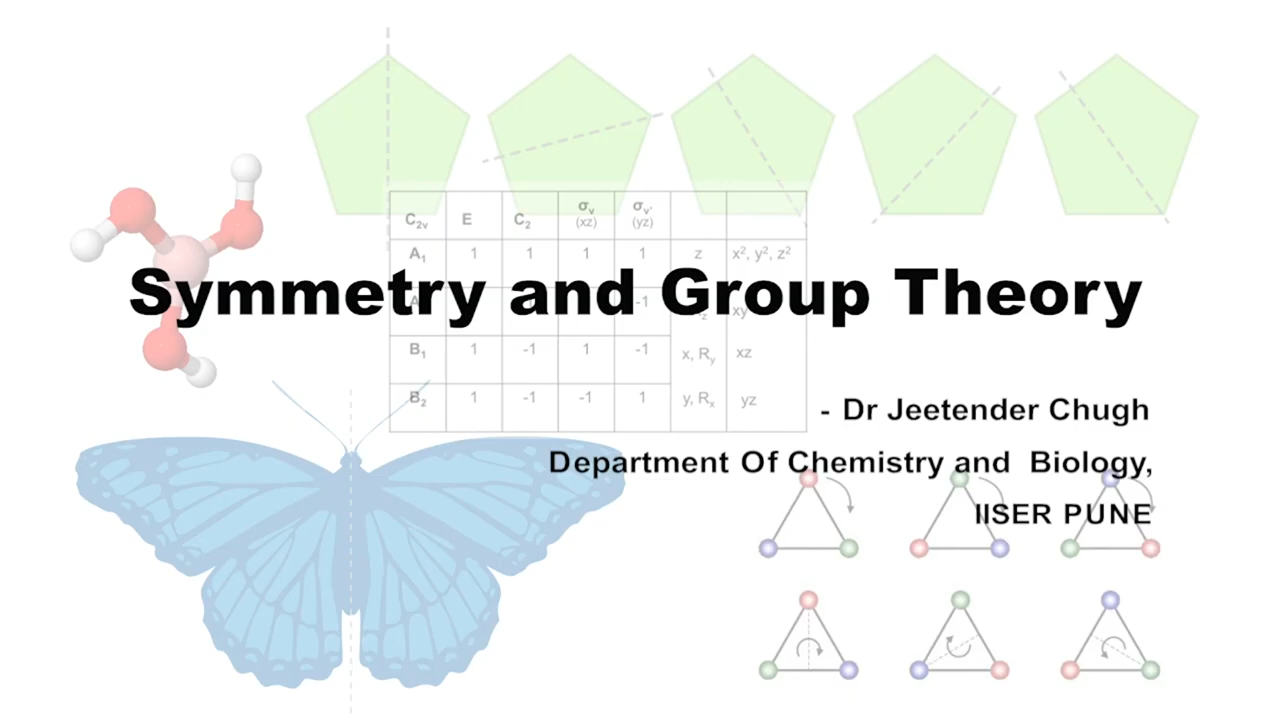 C2v E C2 σv (xz) σv' (yz)
A1 1 1 1 1 z x², y², z²
Symmetry and Group Theory
-1
xy
B1 1 -1 1 -1 x, Ry xz
B2 1 -1 -1 1 y, Rx yz
- Dr Jeetender Chugh
Department Of Chemistry and Biology,
IISER PUNE